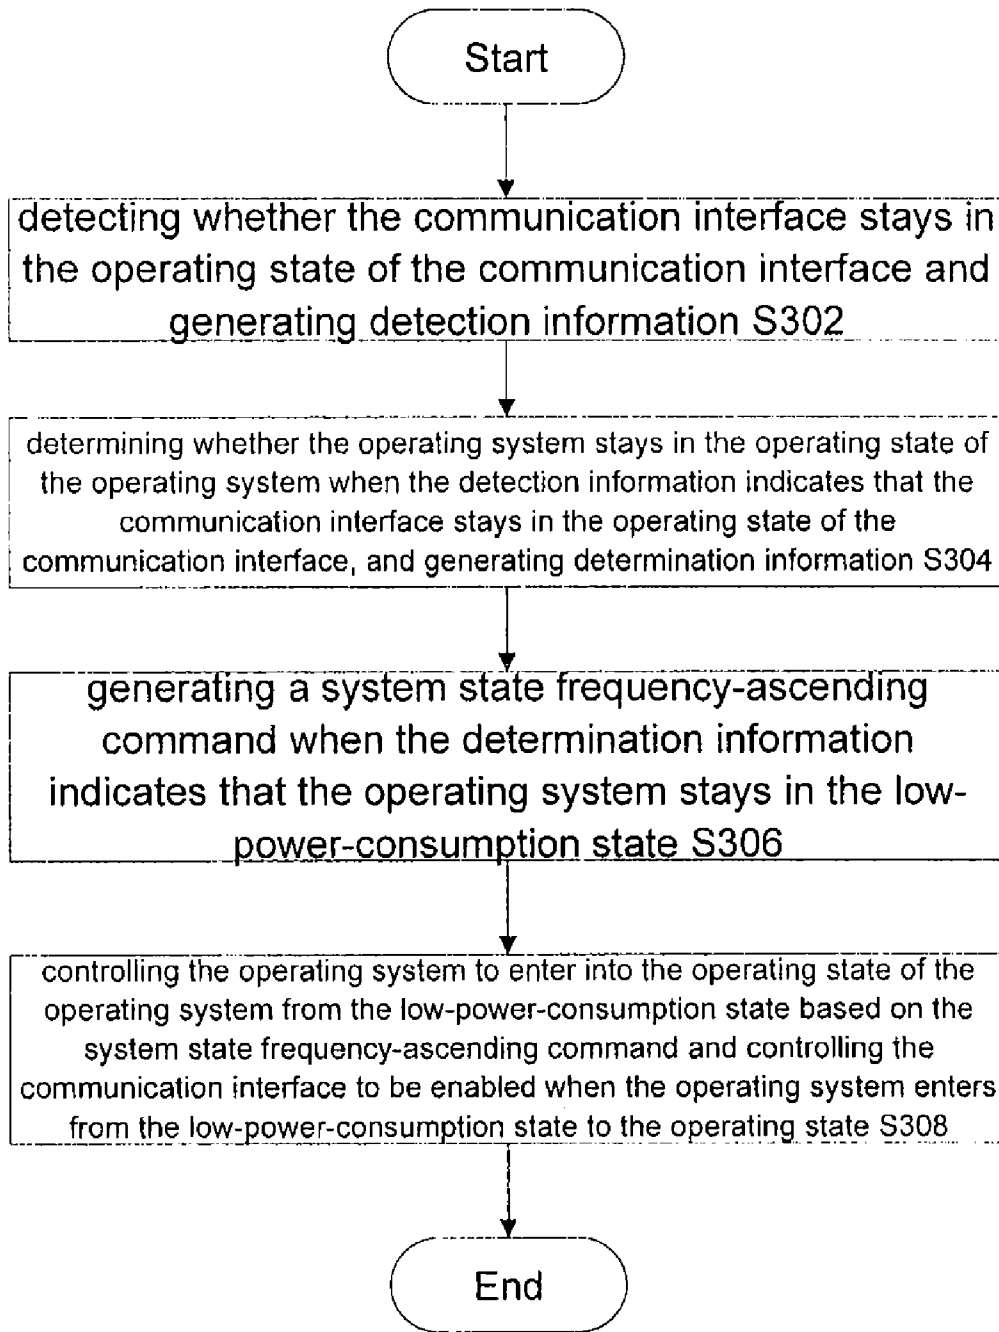 Start
detecting whether the communication interface stays in
the operating state of the communication interface and
generating detection information S302
determining whether the operating system stays in the operating state of
the operating system when the detection information indicates that the
communication interface stays in the operating state of the
communication interface, and generating determination information S304
generating a system state frequency-ascending
command when the determination information
indicates that the operating system stays in the low-
power-consumption state S306
controlling the operating system to enter into the operating state of the
operating system from the low-power-consumption state based on the
system state frequency-ascending command and controlling the
communication interface to be enabled when the operating system enters
from the low-power-consumption state to the operating state S308
End